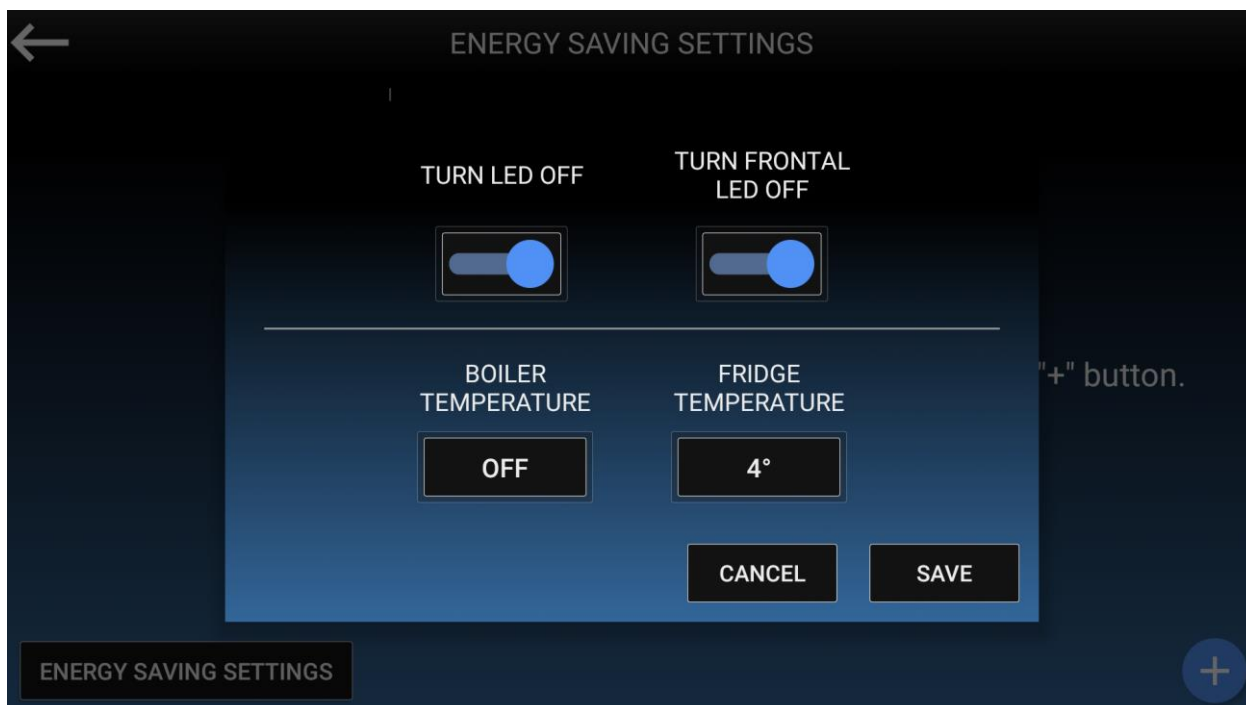 ENERGY SAVING SETTINGS
TURN LED OFF
TURN FRONTAL
LED OFF
BOILER
TEMPERATURE
FRIDGE
TEMPERATURE
"+" button.
OFF
4°
CANCEL
SAVE
ENERGY SAVING SETTINGS
+